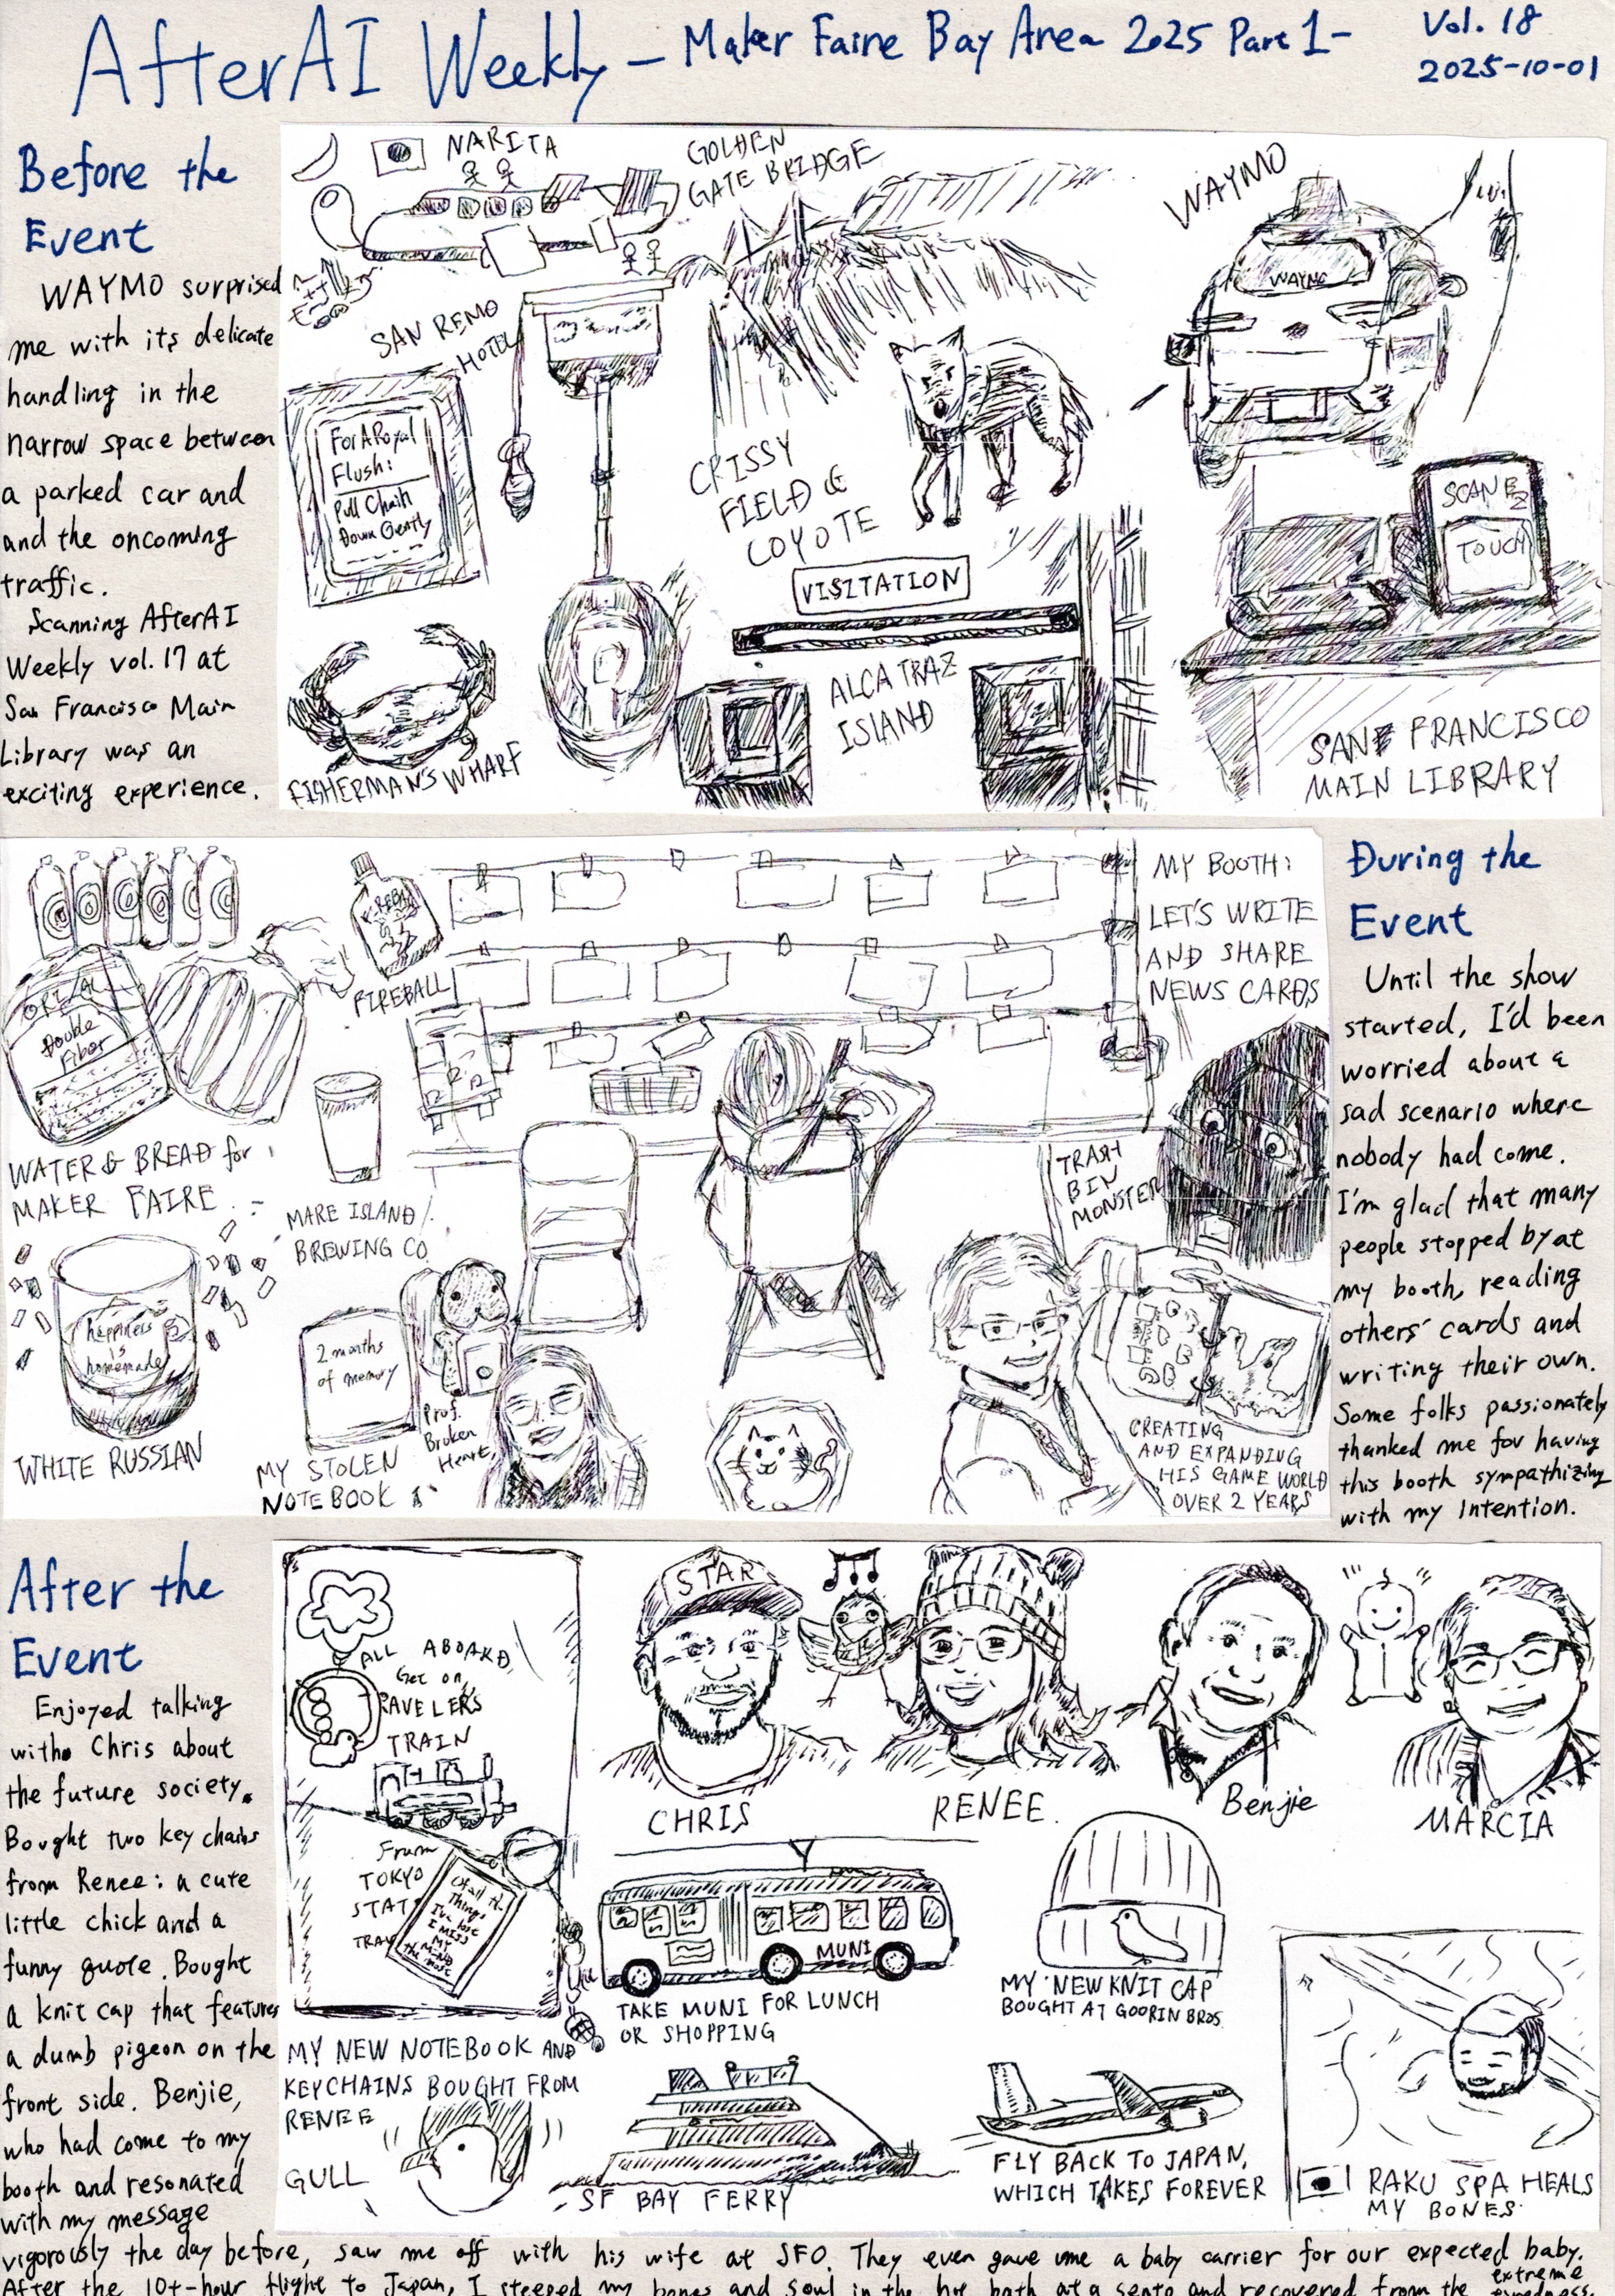 AfterAI Weekly - Maker Faire Bay Area 2025 Part 1-
Vol. 18
2025-10-01
Before the
Event
WAYMO surprised
me with its delicate
handling in the
narrow space between
a parked car and
and the oncoming
traffic.
Scanning AfterAI
Weekly vol. 17 at
San Francisco Main
Library was an
exciting experience.
NARITA
GOLDEN
GATE BRIDGE
SAN REMO
HOTEL
For A Royal
Flush:
Pull Chain
Down Gently
FISHERMAN'S WHARF
CRISSY
FIELD &
COYOTE
VISITATION
ALCATRAZ
ISLAND
WAYMO
WAYMO
SCAN EZ
TOUCH
SAN FRANCISCO
MAIN LIBRARY
Double
Fiber
WATER & BREAD for
MAKER FAIRE
FIREBALL
FIREBALL
MARE ISLAND
BREWING CO.
happiness
is
homemade
WHITE RUSSIAN
2 months
of memory
MY STOLEN
NOTEBOOK
Prof.
Broken
Heart
MY BOOTH:
LET'S WRITE
AND SHARE
NEWS CARDS
TRASH
BIN
MONSTER
CREATING
AND EXPANDING
HIS GAME WORLD
OVER 2 YEARS
During the
Event
Until the show
started, I'd been
worried about a
sad scenario where
nobody had come.
I'm glad that many
people stopped by at
my booth, reading
others' cards and
writing their own.
Some folks passionately
thanked me for having
this booth sympathizing
with my Intention.
After the
Event
Enjoyed talking
with Chris about
the future society.
Bought two key chains
from Renee: a cute
little chick and a
funny quote. Bought
a knit cap that features
a dumb pigeon on the
front side. Benjie,
who had come to my
booth and resonated
with my message
vigorously the day before, saw me off with his wife at SFO. They even gave me a baby carrier for our expected baby.
After the 10+-hour flight to Japan, I steeped my bones and soul in the hot bath at a sento and recovered from the extreme
ALL ABOARD
Get on
TRAVELER'S
TRAIN
From
TOKYO
STAT
TRAV
Of all the
Things
I've lost
I MISS
MY
MIND
the most
MY NEW NOTEBOOK AND
KEYCHAINS BOUGHT FROM
RENEE
GULL
STAR
CHRIS
RENEE
Benjie
MARCIA
MUNI
TAKE MUNI FOR LUNCH
OR SHOPPING
MY NEW KNIT CAP
BOUGHT AT GOORIN BROS.
SF BAY FERRY
FLY BACK TO JAPAN,
WHICH TAKES FOREVER
RAKU SPA HEALS
MY BONES